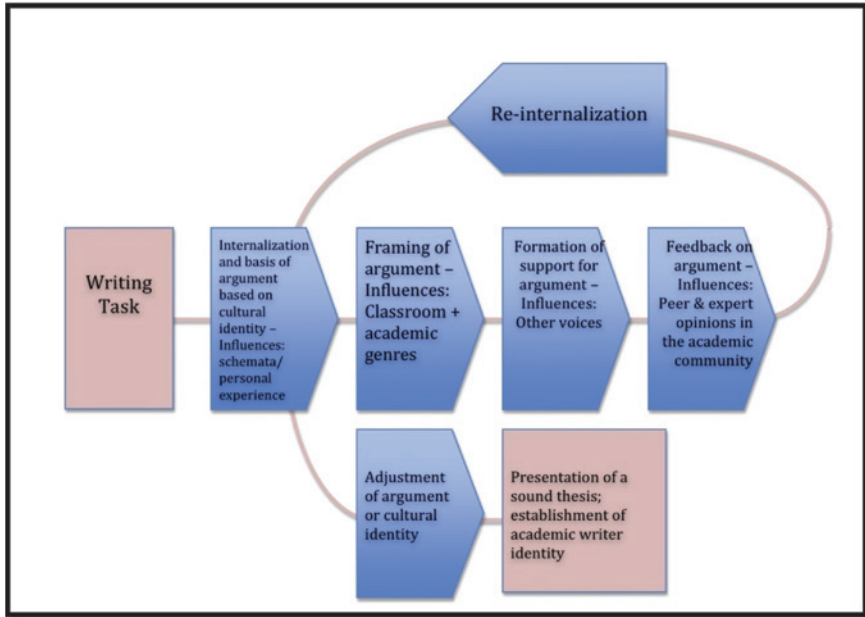 Re-internalization
Writing
Task
Internalization
and basis of
argument
based on
cultural
identity –
Influences:
schemata/
personal
experience
Framing of
argument –
Influences:
Classroom +
academic
genres
Formation of
support for
argument –
Influences:
Other voices
Feedback on
argument –
Influences:
Peer & expert
opinions in
the academic
community
Adjustment
of argument
or cultural
identity
Presentation of a
sound thesis;
establishment of
academic writer
identity